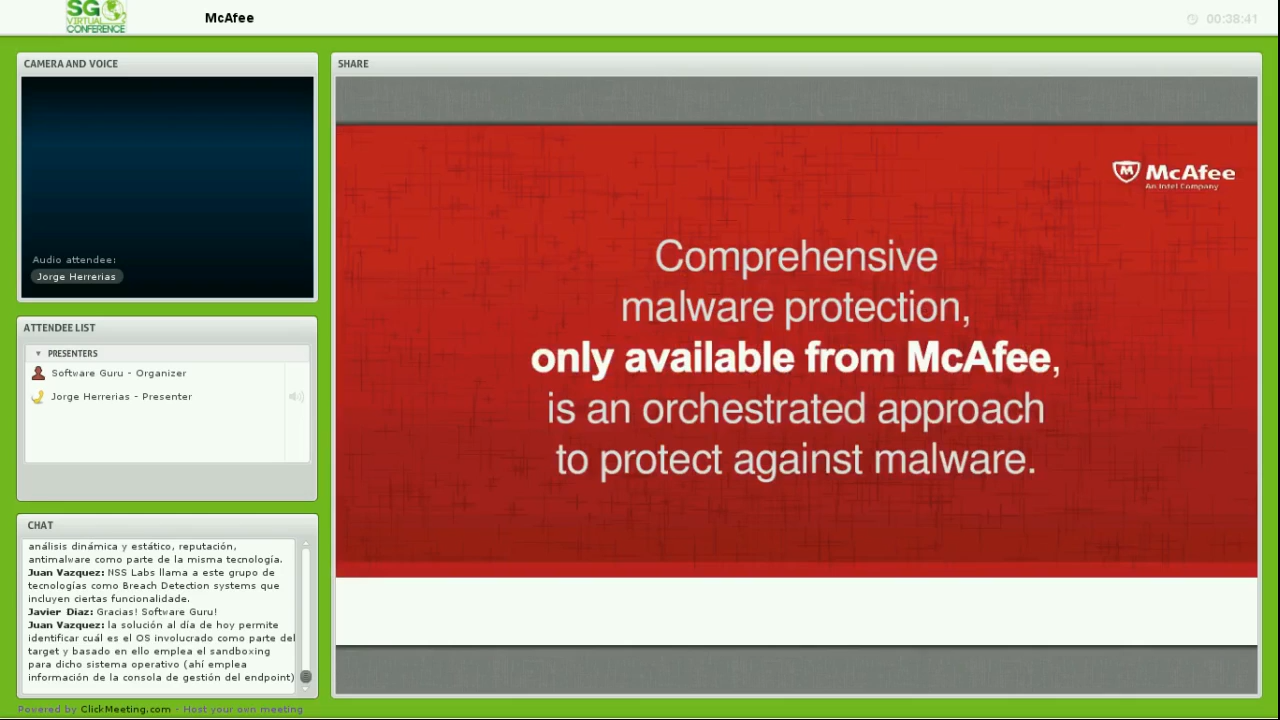 SG
VIRTUAL
CONFERENCE
McAfee
00:38:41
CAMERA AND VOICE
Audio attendee:
Jorge Herrerias
ATTENDEE LIST
PRESENTERS
Software Guru - Organizer
Jorge Herrerias - Presenter
CHAT
análisis dinámica y estático, reputación,
antimalware como parte de la misma tecnología.
Juan Vazquez: NSS Labs llama a este grupo de
tecnologías como Breach Detection systems que
incluyen ciertas funcionalidade.
Javier Diaz: Gracias! Software Guru!
Juan Vazquez: la solución al día de hoy permite
identificar cuál es el OS involucrado como parte del
target y basado en ello emplea el sandboxing
para dicho sistema operativo (ahí emplea
información de la consola de gestión del endpoint)
SHARE
McAfee
An Intel Company
Comprehensive
malware protection,
only available from McAfee,
is an orchestrated approach
to protect against malware.
Powered by ClickMeeting.com - Host your own meeting